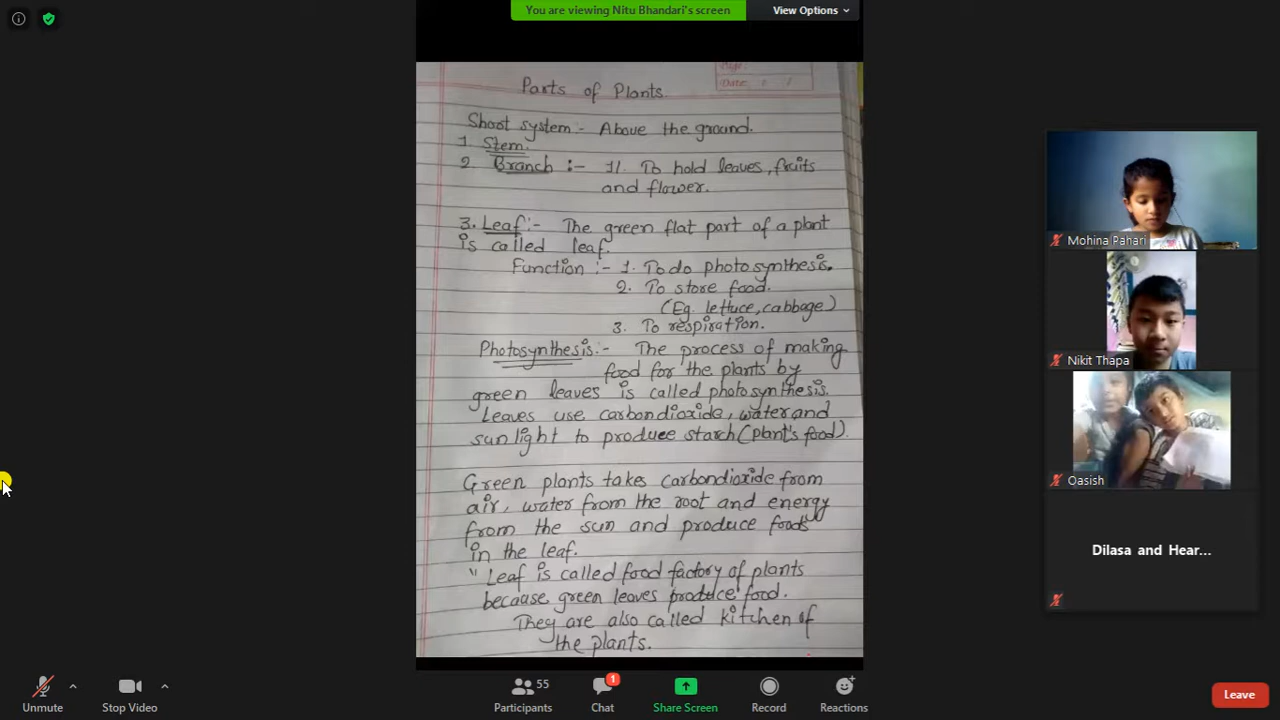 You are viewing Nitu Bhandari's screen
View Options
Date
Parts of Plants.
Shoot system :- Above the ground.
1. Stem.
2 Branch :- 1. To hold leaves, fruits
and flower.
3. Leaf :- The green flat part of a plant
is called leaf.
Function :- 1. To do photosynthesis.
2. To store food.
(Eg. lettuce, cabbage)
3. To respiration.
Photosynthesis :- The process of making
food for the plants by
green leaves is called photosynthesis.
Leaves use carbondioxide, water and
sunlight to produce starch (plant's food).
Green plants takes carbondioxide from
air, water from the root and energy
from the sun and produce foods
in the leaf.
" Leaf is called food factory of plants
because green leaves produce food.
They are also called kitchen of
the plants.
Mohina Pahari
Nikit Thapa
Oasish
Dilasa and Hear...
Unmute
Stop Video
55
Participants
1
Chat
Share Screen
Record
Reactions
Leave